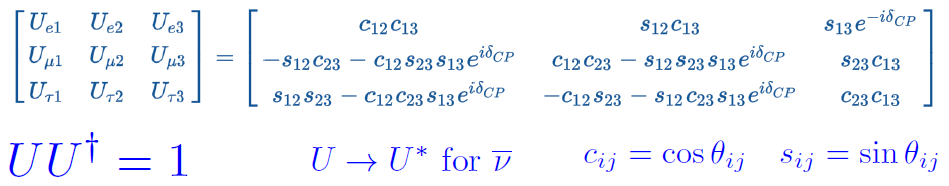 [ U_{e1} U_{e2} U_{e3} ] [ c_{12}c_{13} s_{12}c_{13} s_{13}e^{-iδ_{CP}} ]
[ U_{μ1} U_{μ2} U_{μ3} ] = [ -s_{12}c_{23} - c_{12}s_{23}s_{13}e^{iδ_{CP}} c_{12}c_{23} - s_{12}s_{23}s_{13}e^{iδ_{CP}} s_{23}c_{13} ]
[ U_{τ1} U_{τ2} U_{τ3} ] [ s_{12}s_{23} - c_{12}c_{23}s_{13}e^{iδ_{CP}} -c_{12}s_{23} - s_{12}c_{23}s_{13}e^{iδ_{CP}} c_{23}c_{13} ]
UU^† = 1 U → U^* for ν̅ c_{ij} = cos θ_{ij} s_{ij} = sin θ_{ij}